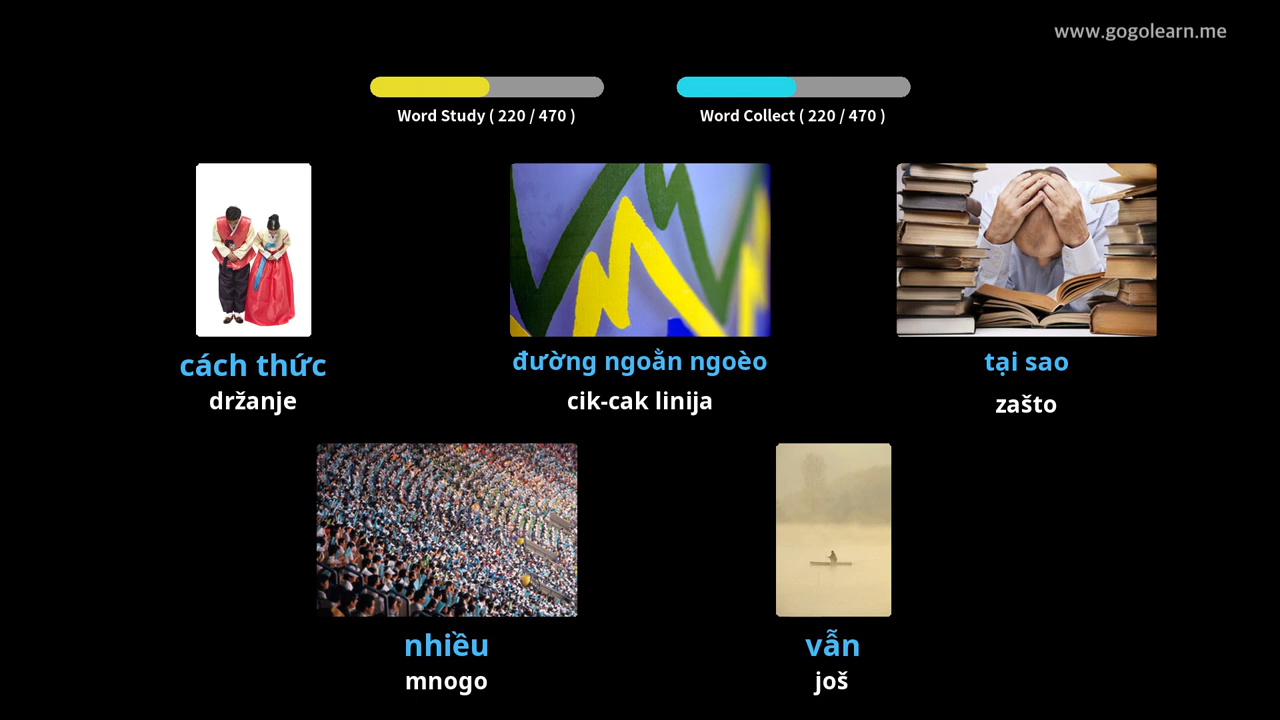 www.gogolearn.me
Word Study ( 220 / 470 )
Word Collect ( 220 / 470 )
cách thức
držanje
đường ngoằn ngoèo
cik-cak linija
tại sao
zašto
nhiều
mnogo
vẫn
još